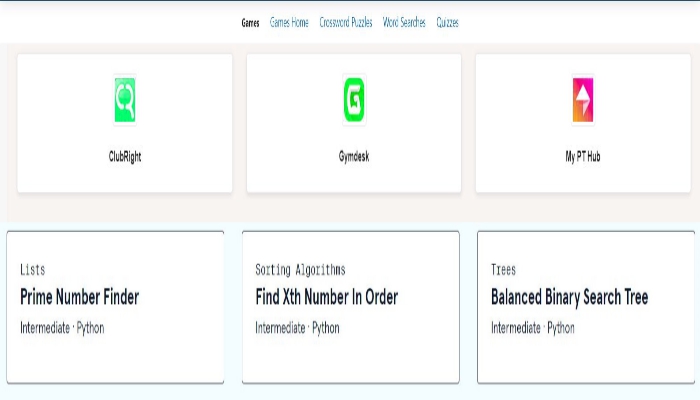 Games Games Home Crossword Puzzles Word Searches Quizzes
ClubRight Gymdesk My PT Hub
Lists Sorting Algorithms Trees
Prime Number Finder Find Xth Number In Order Balanced Binary Search Tree
Intermediate · Python Intermediate · Python Intermediate · Python